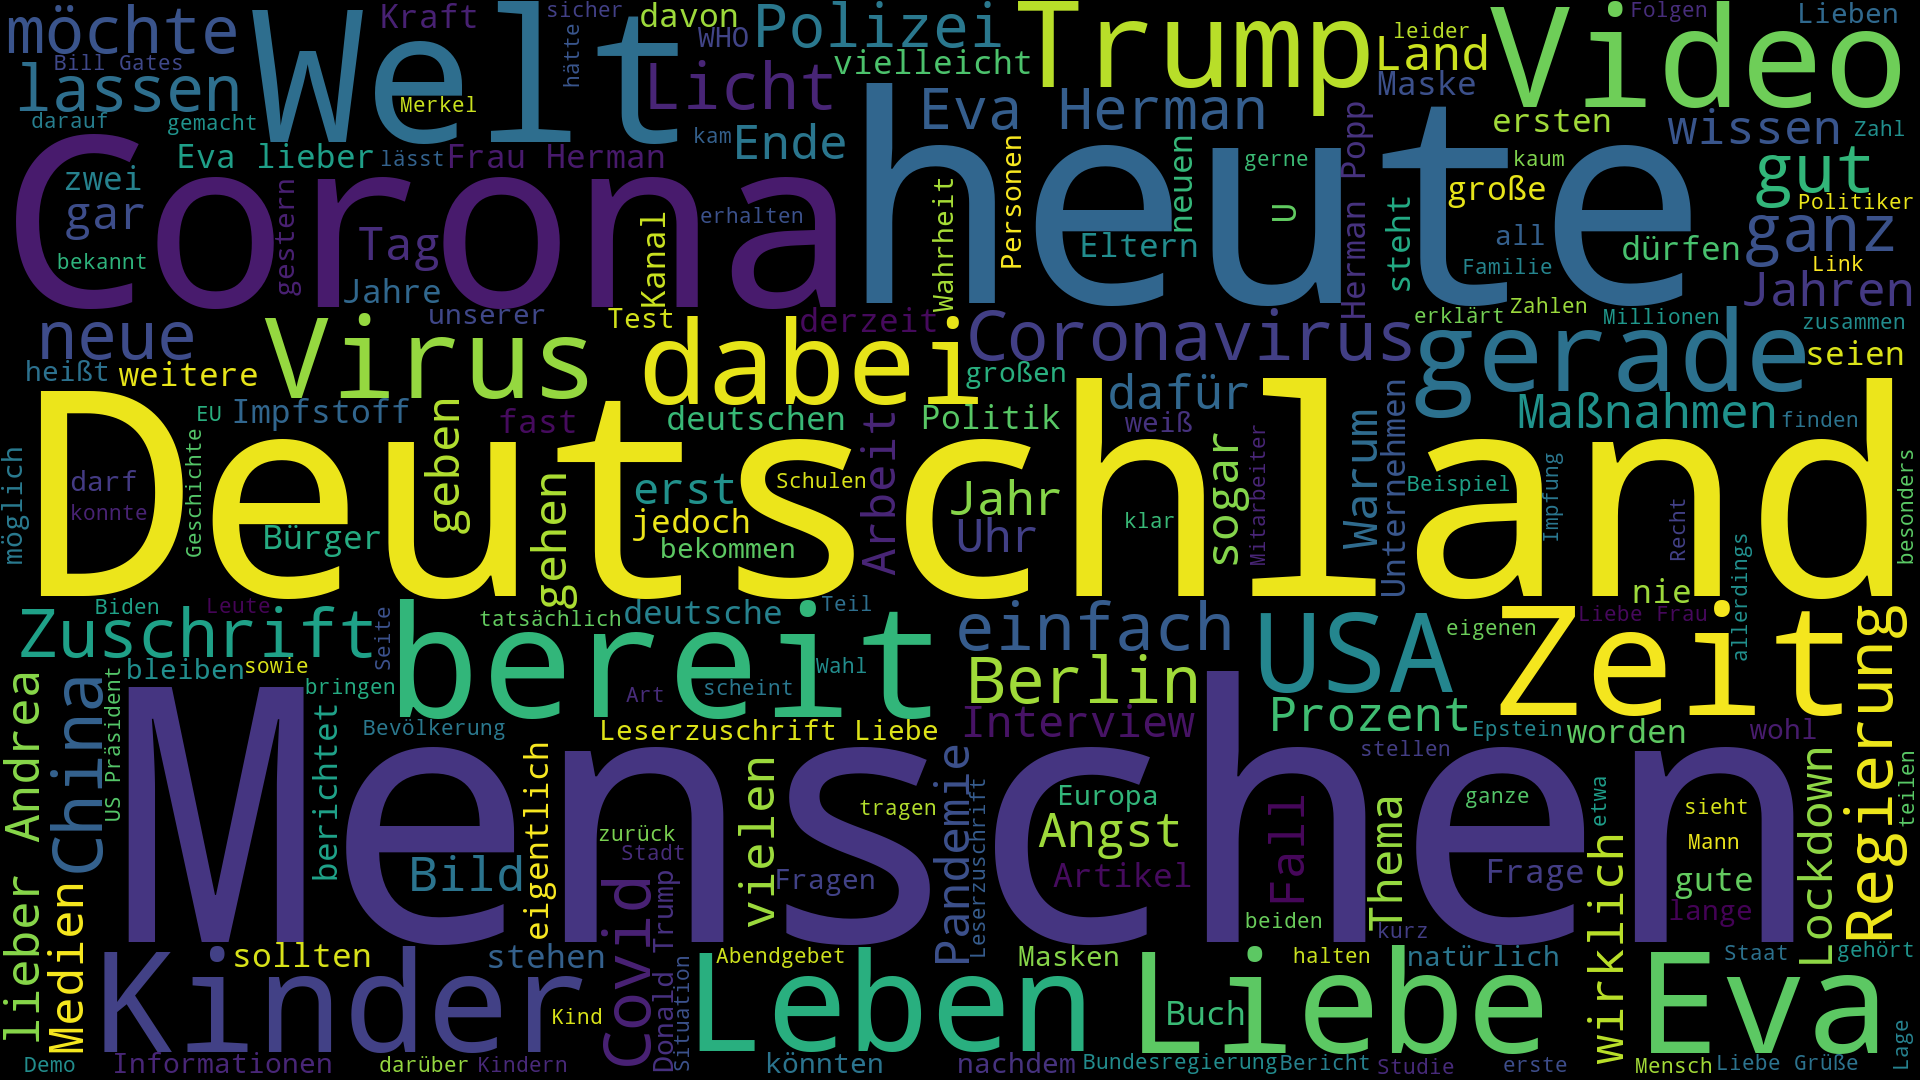 möchte
Kraft
sicher
davon
WHO
Polizei
Trump
Video
Folgen
Lieben
Bill Gates
Welt
hätte
vielleicht
leider
Land
lassen
Licht
Maske
Merkel
Eva Herman
darauf
gemacht
kam
Ende
heute
ersten
wissen
Zahl
Corona
Eva lieber
lässt
Frau Herman
neuen
gerne
Herman Popp
kaum
gut
zwei
gestern
Wahrheit
Personen
große
Politiker
gar
Tag
Kanal
erhalten
U
Eltern
steht
all
dürfen
ganz
bekannt
Familie
Link
Jahre
unserer
Test
derzeit
Coronavirus
erklärt
Zahlen
Millionen
Jahren
zusammen
neue
Virus
dabei
gerade
seien
heißt
weitere
großen
dafür
EU
Impfstoff
fast
deutschen
Arbeit
Politik
weiß
Warum
Unternehmen
Maßnahmen
finden
möglich
Deutschland
Geschichte
geben
darf
konnte
gehen
erst
Schulen
Jahr
sogar
Mitarbeiter
Beispiel
Impfung
Recht
besonders
Bürger
jedoch
bekommen
Uhr
klar
allerdings
nie
Biden
Leute
Zuschrift
Seite
bereit
tatsächlich
deutsche
Teil
einfach
USA
eigenen
Zeit
Liebe Frau
Regierung
bleiben
sowie
bringen
Art
scheint
Wahl
Berlin
lieber Andrea
China
US Präsident
berichtet
Bevölkerung
Leserzuschrift Liebe
Interview
Prozent
Epstein
worden
wohl
Menschen
eigentlich
stellen
Lockdown
teilen
vielen
tragen
Pandemie
Leserzuschrift
Europa
Angst
Fall
Thema
ganze
etwa
sieht
Mann
zurück
Stadt
Bild
Fragen
Artikel
Frage
gute
lange
Medien
Covid
Donald Trump
beiden
kurz
wirklich
Kinder
sollten
stehen
Situation
Abendgebet
Masken
halten
natürlich
Staat
gehört
Leben
Liebe
Buch
Eva
Kind
Lage
Demo
Informationen
darüber
Kindern
könnten
nachdem
Bundesregierung
Bericht
Studie
erste
Mensch
Liebe Grüße